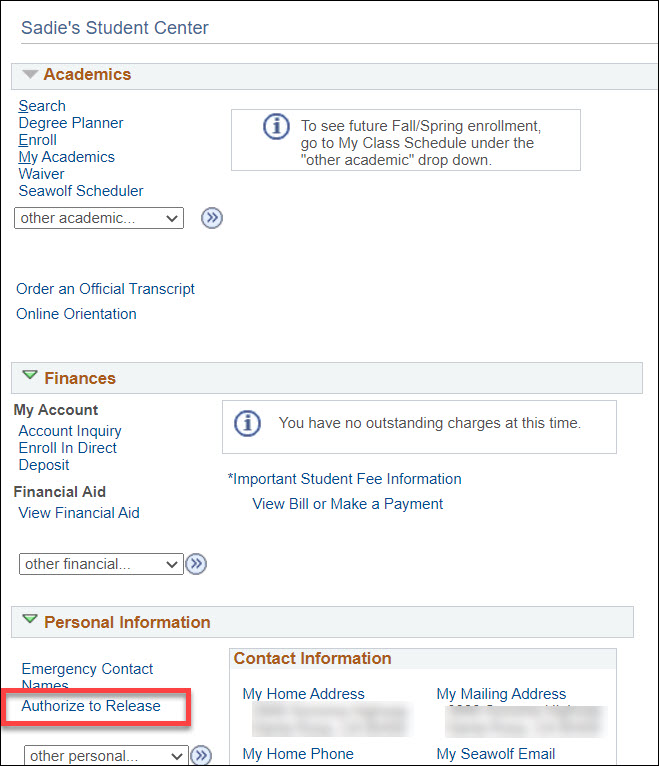 Sadie's Student Center
Academics
Search
Degree Planner
Enroll
My Academics
Waiver
Seawolf Scheduler
To see future Fall/Spring enrollment,
go to My Class Schedule under the
"other academic" drop down.
other academic...
Order an Official Transcript
Online Orientation
Finances
My Account
Account Inquiry
Enroll In Direct
Deposit
Financial Aid
View Financial Aid
You have no outstanding charges at this time.
*Important Student Fee Information
View Bill or Make a Payment
other financial...
Personal Information
Emergency Contact
Names
Authorize to Release
other personal...
Contact Information
My Home Address
My Mailing Address
My Home Phone
My Seawolf Email